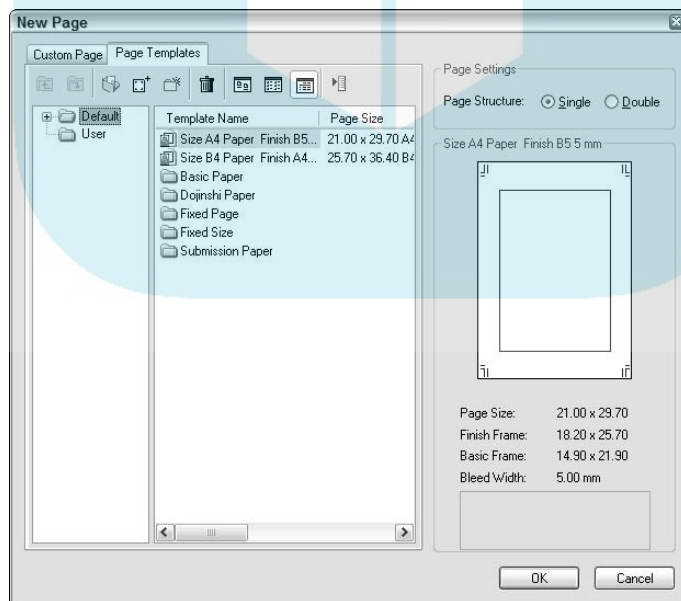 New Page
Custom Page
Page Templates
Default
User
Template Name
Page Size
Size A4 Paper Finish B5... 21.00 x 29.70 A4
Size B4 Paper Finish A4... 25.70 x 36.40 B4
Basic Paper
Dojinshi Paper
Fixed Page
Fixed Size
Submission Paper
Page Settings
Page Structure: Single Double
Size A4 Paper Finish B5 5 mm
Page Size: 21.00 x 29.70
Finish Frame: 18.20 x 25.70
Basic Frame: 14.90 x 21.90
Bleed Width: 5.00 mm
OK
Cancel